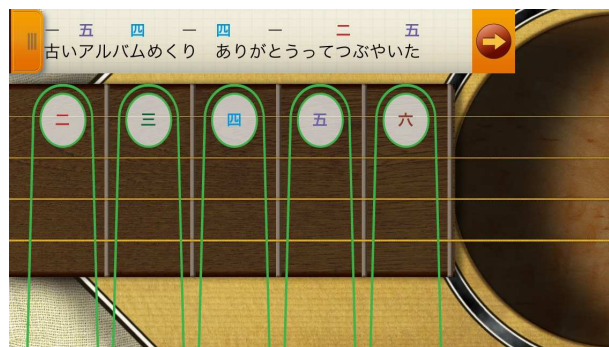 一 五 四 一 四 一 二 五
古いアルバムめくり ありがとうってつぶやいた
二 三 四 五 六